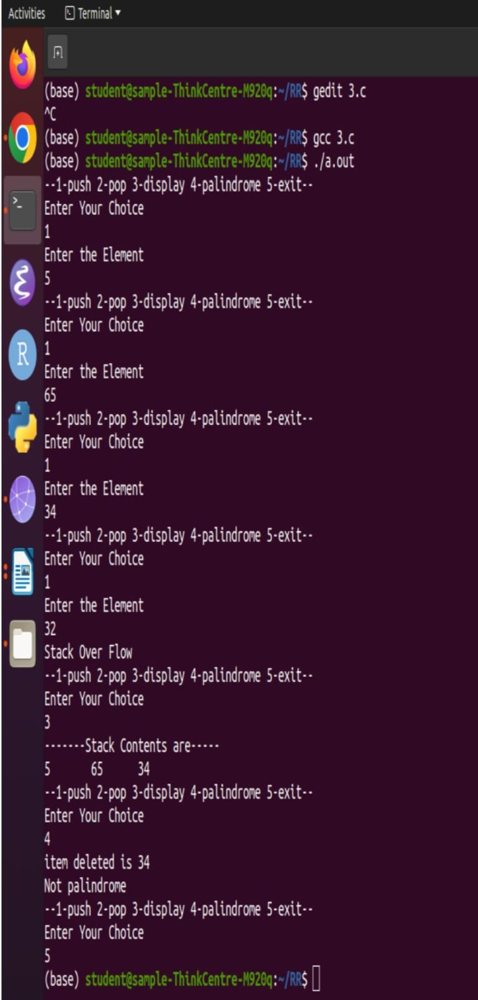 Activities Terminal
(base) student@sample-ThinkCentre-M920q:~/RR$ gedit 3.c
^C
(base) student@sample-ThinkCentre-M920q:~/RR$ gcc 3.c
(base) student@sample-ThinkCentre-M920q:~/RR$ ./a.out
--1-push 2-pop 3-display 4-palindrome 5-exit--
Enter Your Choice
1
Enter the Element
5
--1-push 2-pop 3-display 4-palindrome 5-exit--
Enter Your Choice
1
Enter the Element
65
--1-push 2-pop 3-display 4-palindrome 5-exit--
Enter Your Choice
1
Enter the Element
34
--1-push 2-pop 3-display 4-palindrome 5-exit--
Enter Your Choice
1
Enter the Element
32
Stack Over Flow
--1-push 2-pop 3-display 4-palindrome 5-exit--
Enter Your Choice
3
-------Stack Contents are-----
5 65 34
--1-push 2-pop 3-display 4-palindrome 5-exit--
Enter Your Choice
4
item deleted is 34
Not palindrome
--1-push 2-pop 3-display 4-palindrome 5-exit--
Enter Your Choice
5
(base) student@sample-ThinkCentre-M920q:~/RR$
R